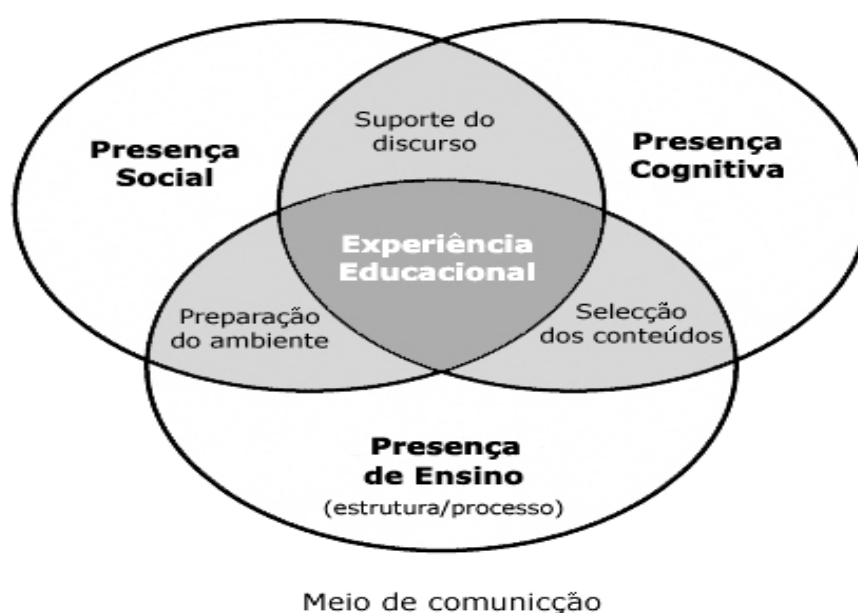 Suporte do
discurso
Presença
Social
Presença
Cognitiva
Experiência
Educacional
Preparação
do ambiente
Selecção
dos conteúdos
Presença
de Ensino
(estrutura/processo)
Meio de comunicção